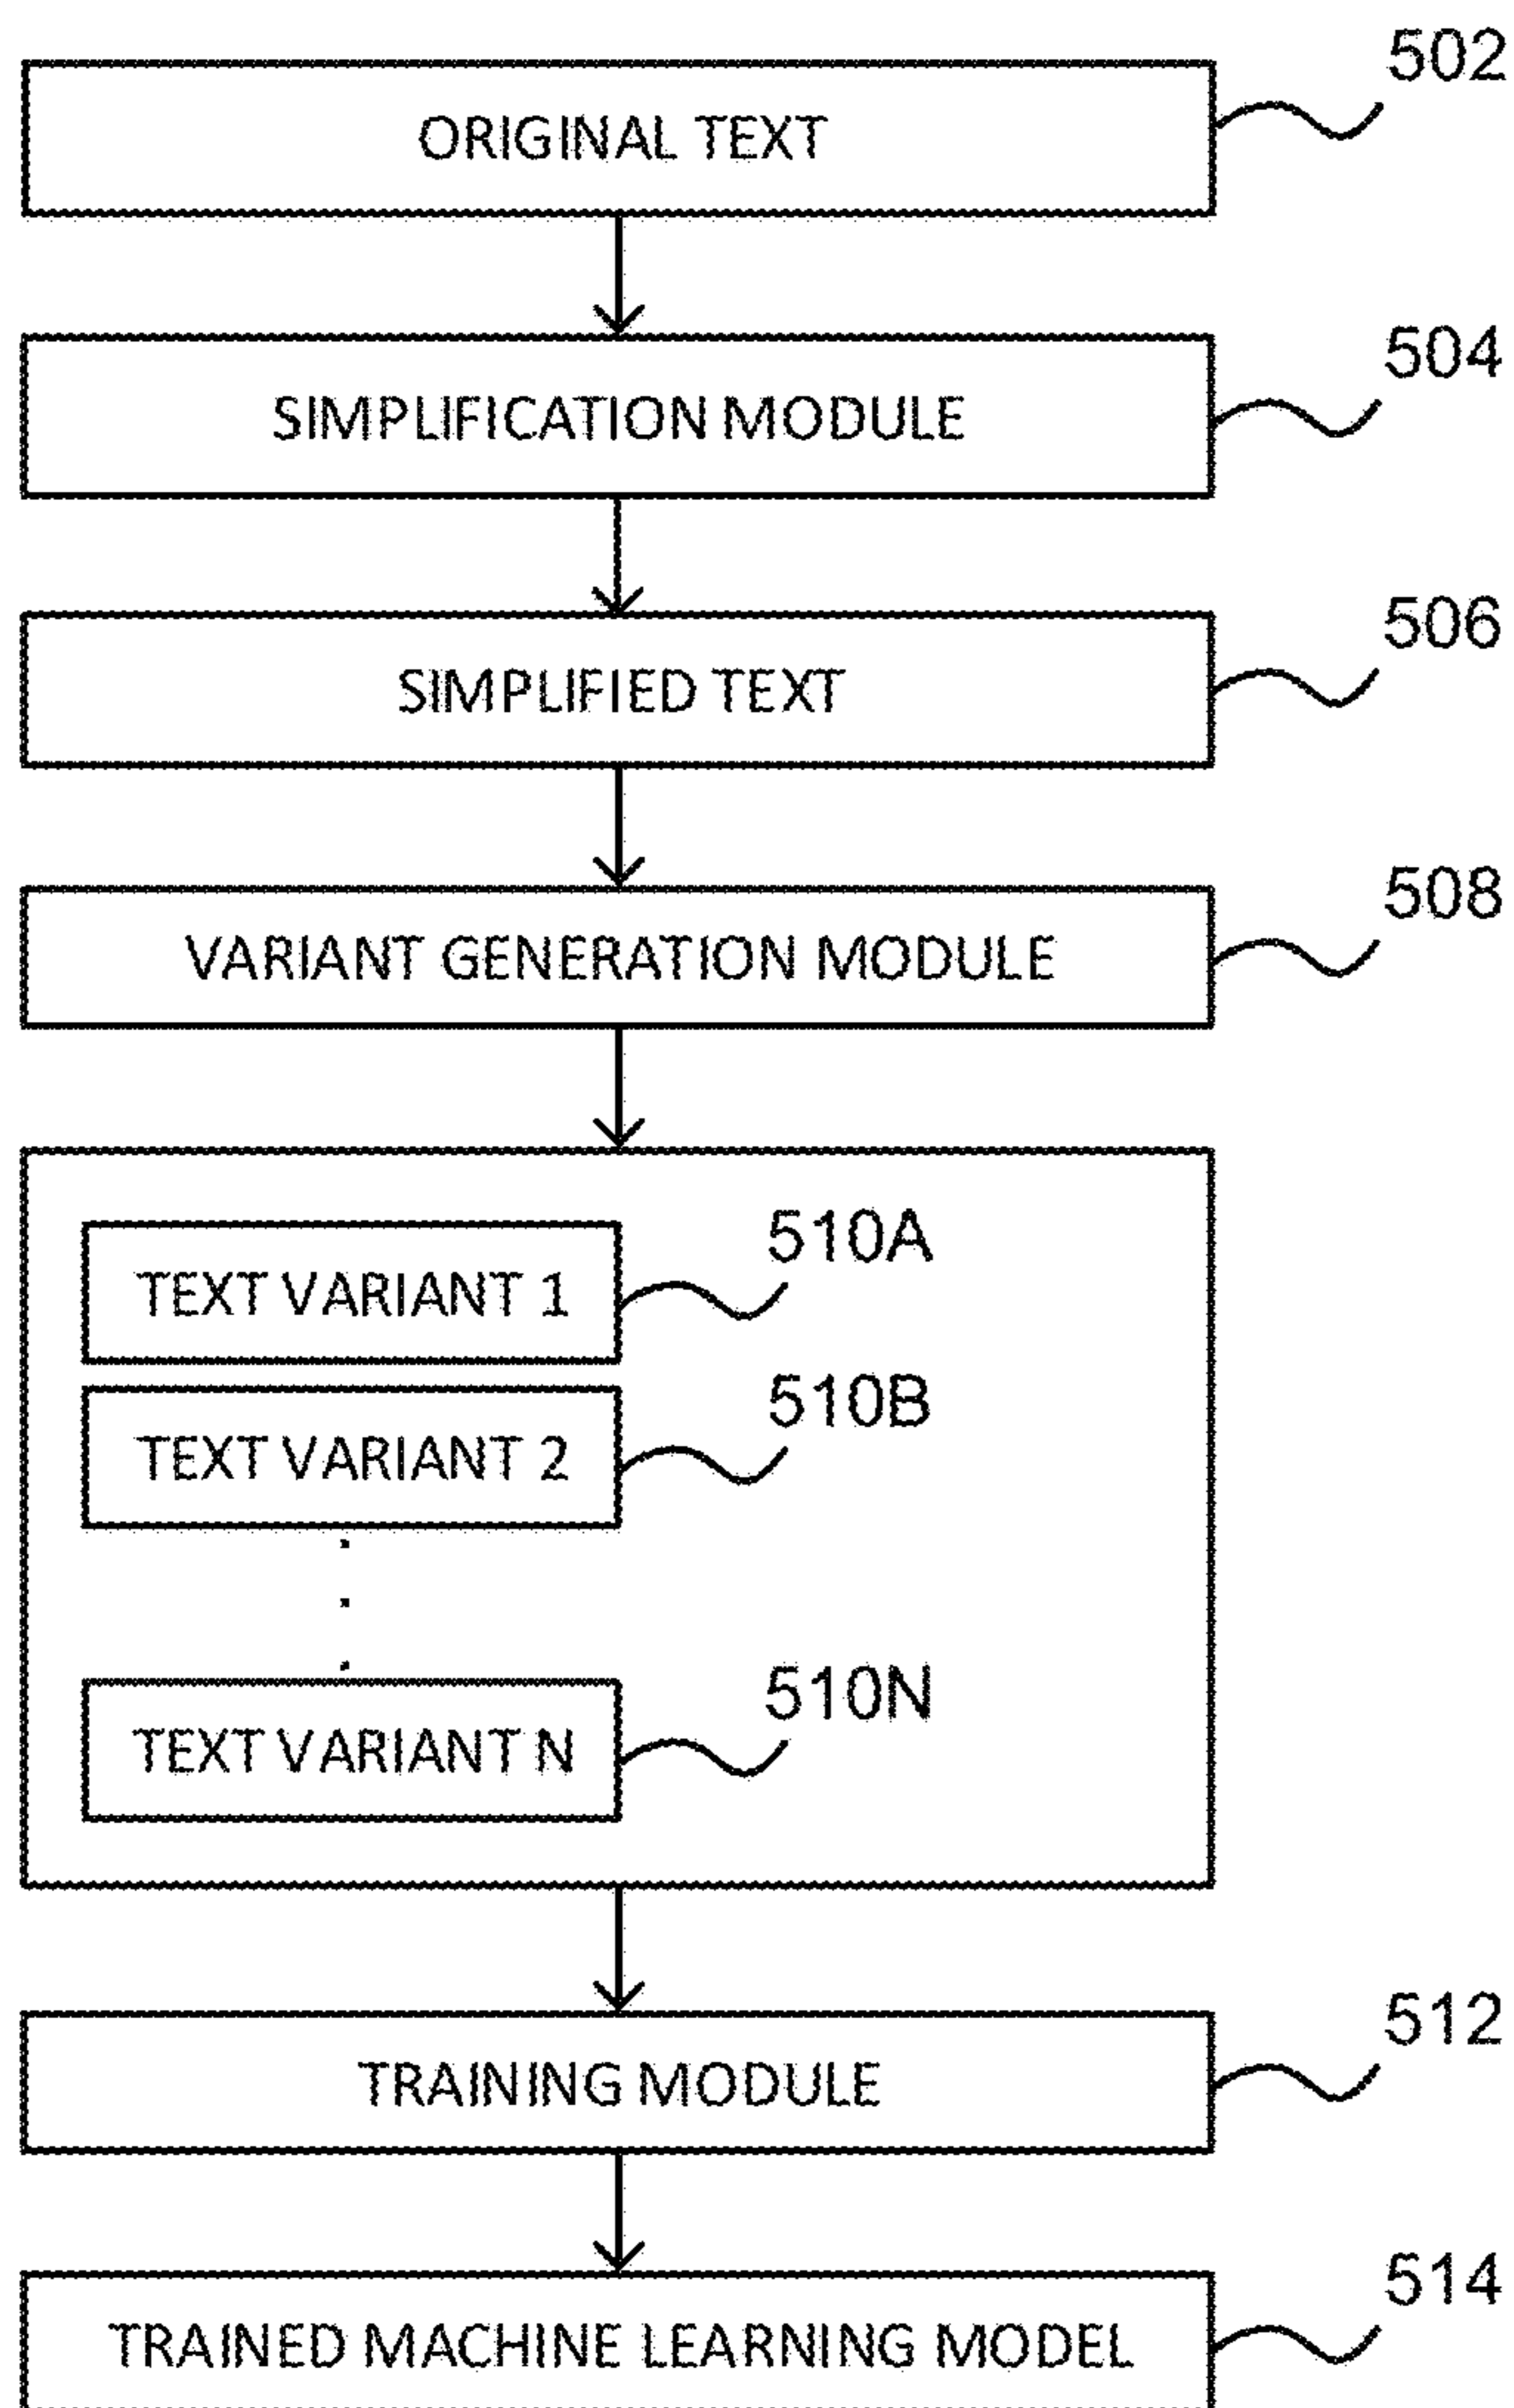 502
ORIGINAL TEXT
504
SIMPLIFICATION MODULE
506
SIMPLIFIED TEXT
508
VARIANT GENERATION MODULE
510A
TEXT VARIANT 1
510B
TEXT VARIANT 2
510N
TEXT VARIANT N
512
TRAINING MODULE
514
TRAINED MACHINE LEARNING MODEL